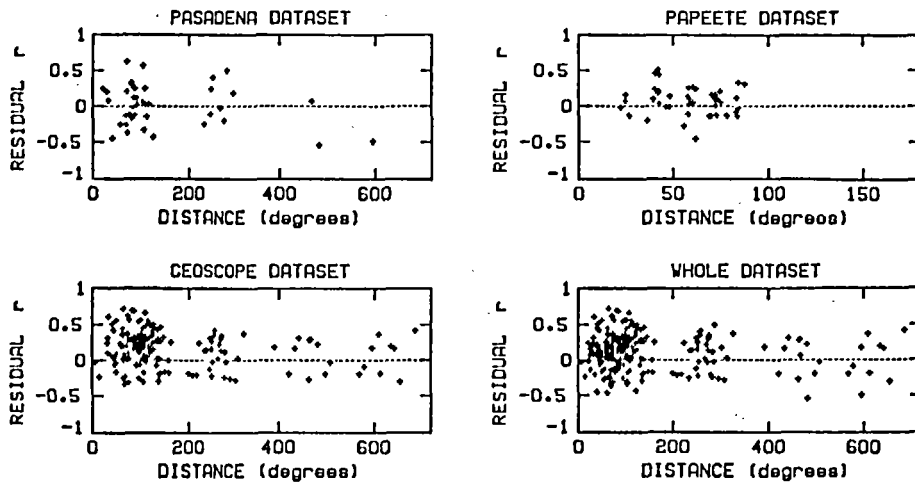 PASADENA DATASET
PAPEETE DATASET
1
0.5
0
-0.5
-1
RESIDUAL r
0 200 400 600
DISTANCE (degrees)
1
0.5
0
-0.5
-1
RESIDUAL r
0 50 100 150
DISTANCE (degrees)
GEOSCOPE DATASET
WHOLE DATASET
1
0.5
0
-0.5
-1
RESIDUAL r
0 200 400 600
DISTANCE (degrees)
1
0.5
0
-0.5
-1
RESIDUAL r
0 200 400 600
DISTANCE (degrees)